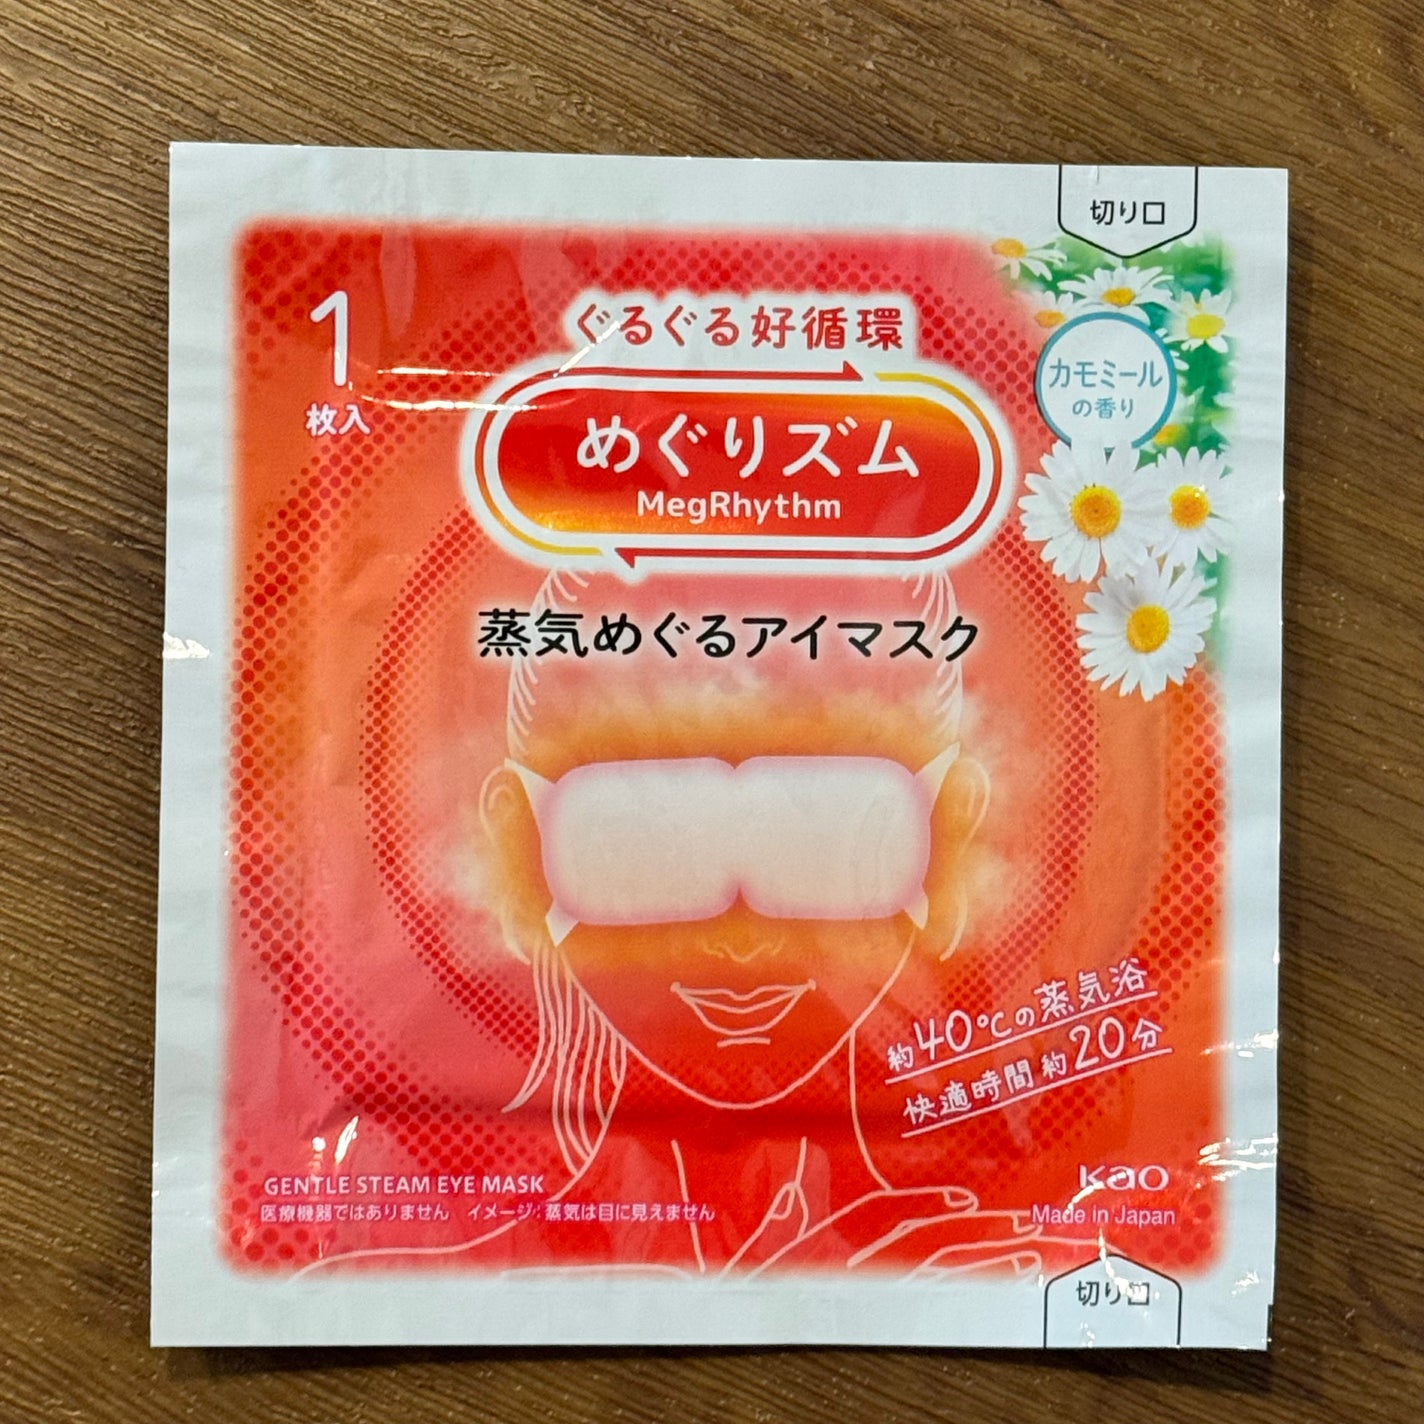 切り口
1
枚入
ぐるぐる好循環
カモミール
の香り
めぐりズム
MegRhythm
蒸気めぐるアイマスク
約40℃の蒸気浴
快適時間 約20分
GENTLE STEAM EYE MASK
医療機器ではありません イメージ:蒸気は目に見えません
Kao
Made in Japan
切り口